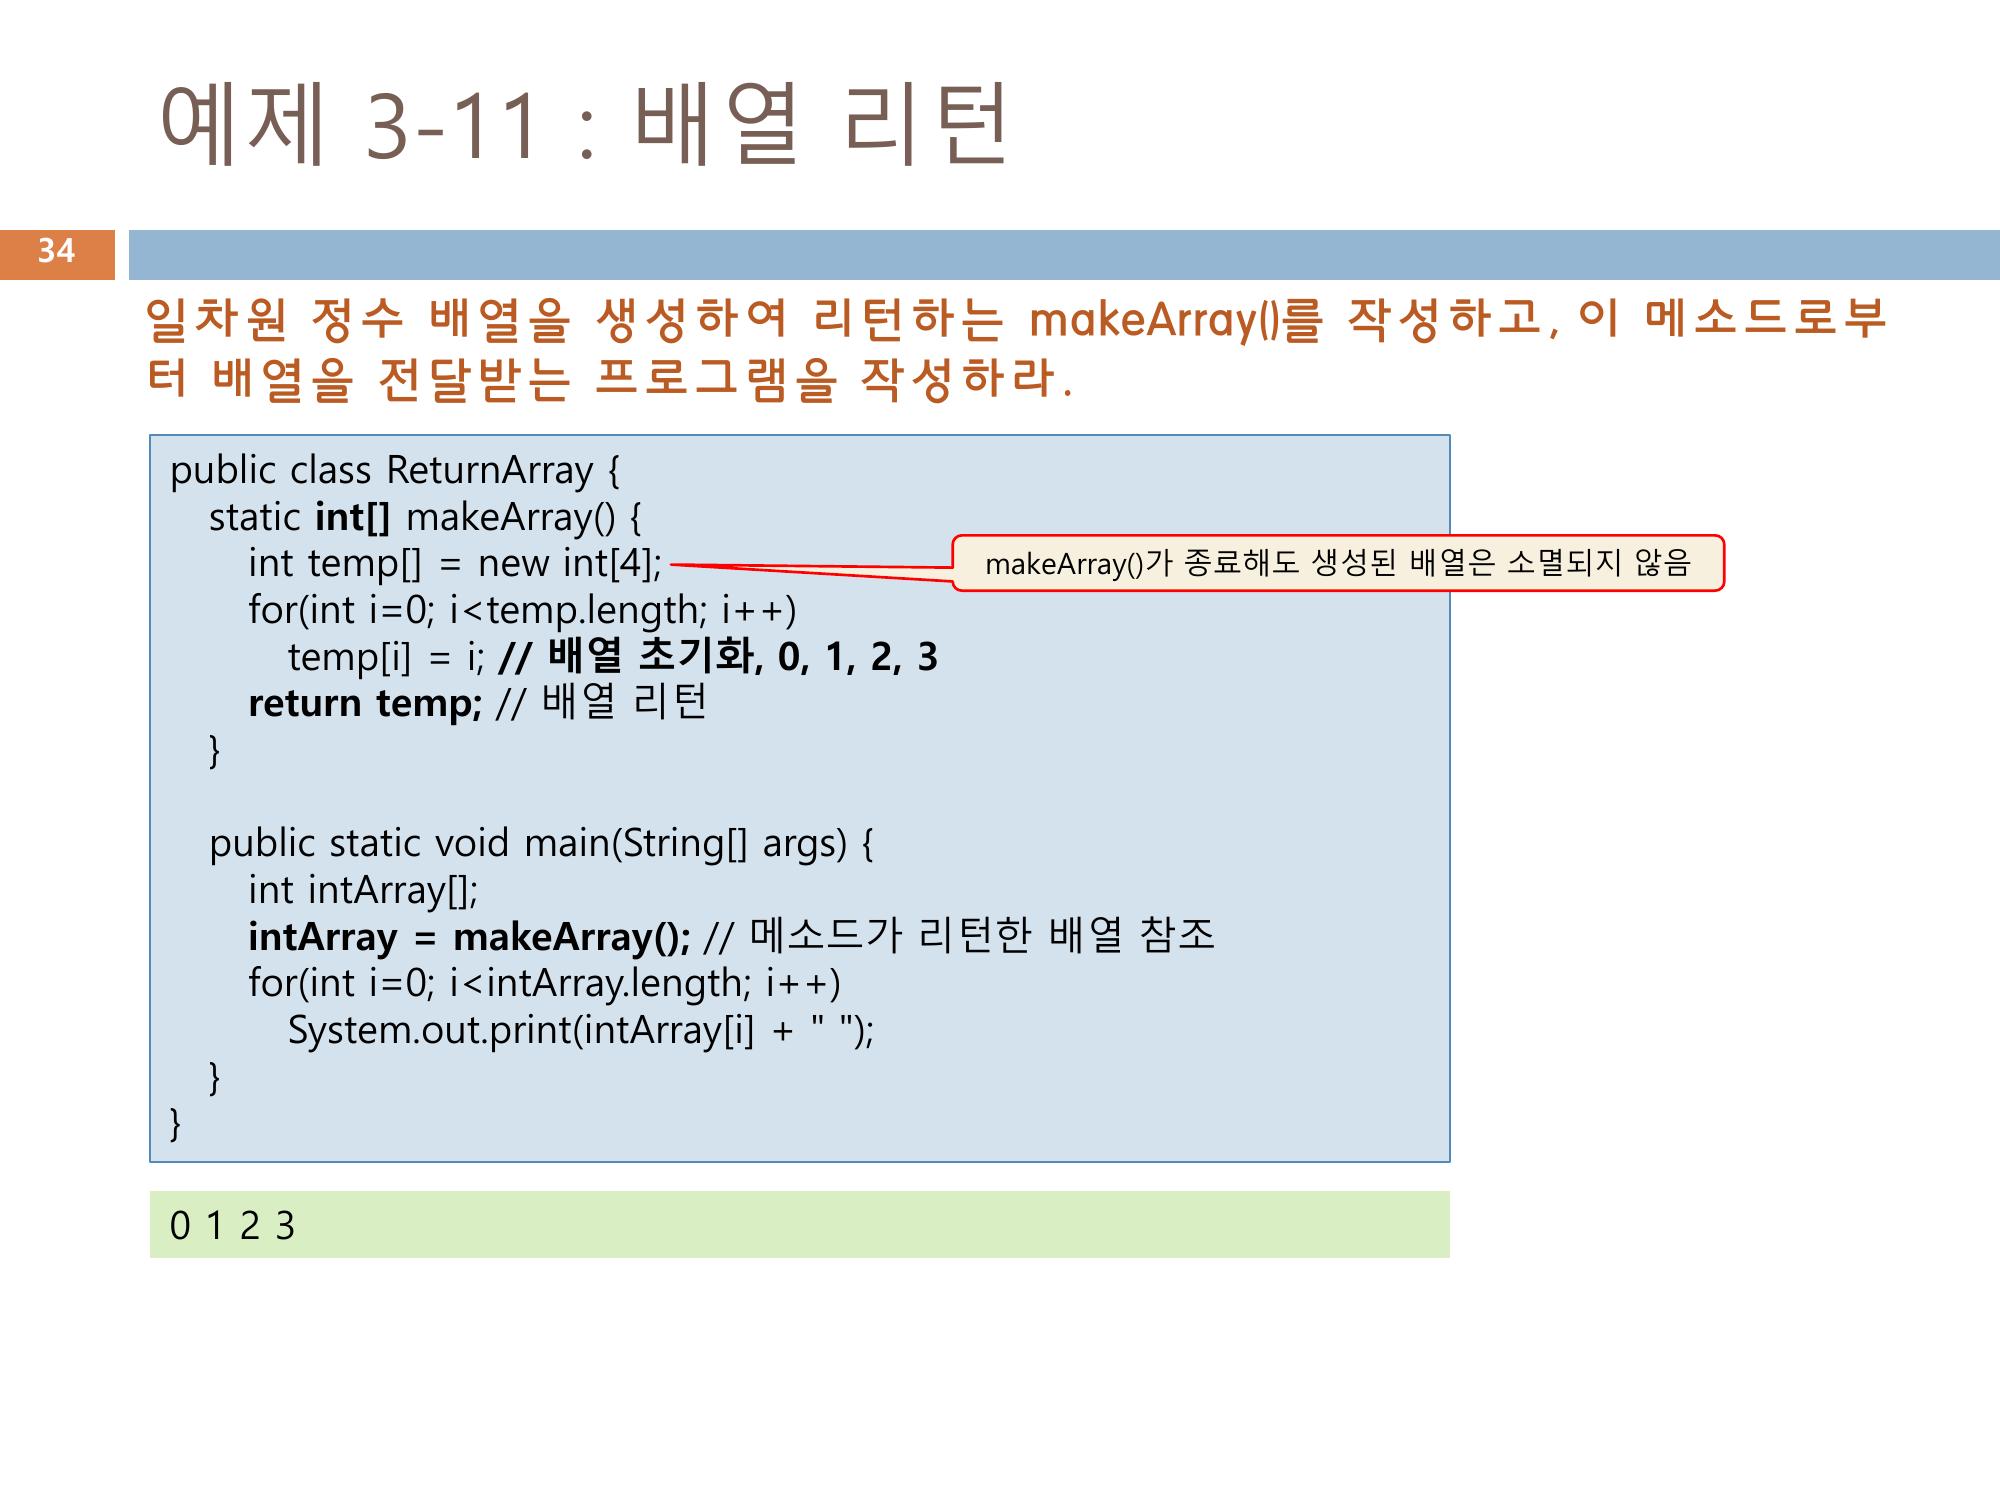 예제 3-11 : 배열 리턴
34
일차원 정수 배열을 생성하여 리턴하는 makeArray()를 작성하고, 이 메소드로부
터 배열을 전달받는 프로그램을 작성하라.
public class ReturnArray {
static int[] makeArray() {
int temp[] = new int[4];
makeArray()가 종료해도 생성된 배열은 소멸되지 않음
for(int i=0; i<temp.length; i++)
temp[i] = i; // 배열 초기화, 0, 1, 2, 3
return temp; // 배열 리턴
}
public static void main(String[] args) {
int intArray[];
intArray = makeArray(); // 메소드가 리턴한 배열 참조
for(int i=0; i<intArray.length; i++)
System.out.print(intArray[i] + " ");
}
}
0 1 2 3